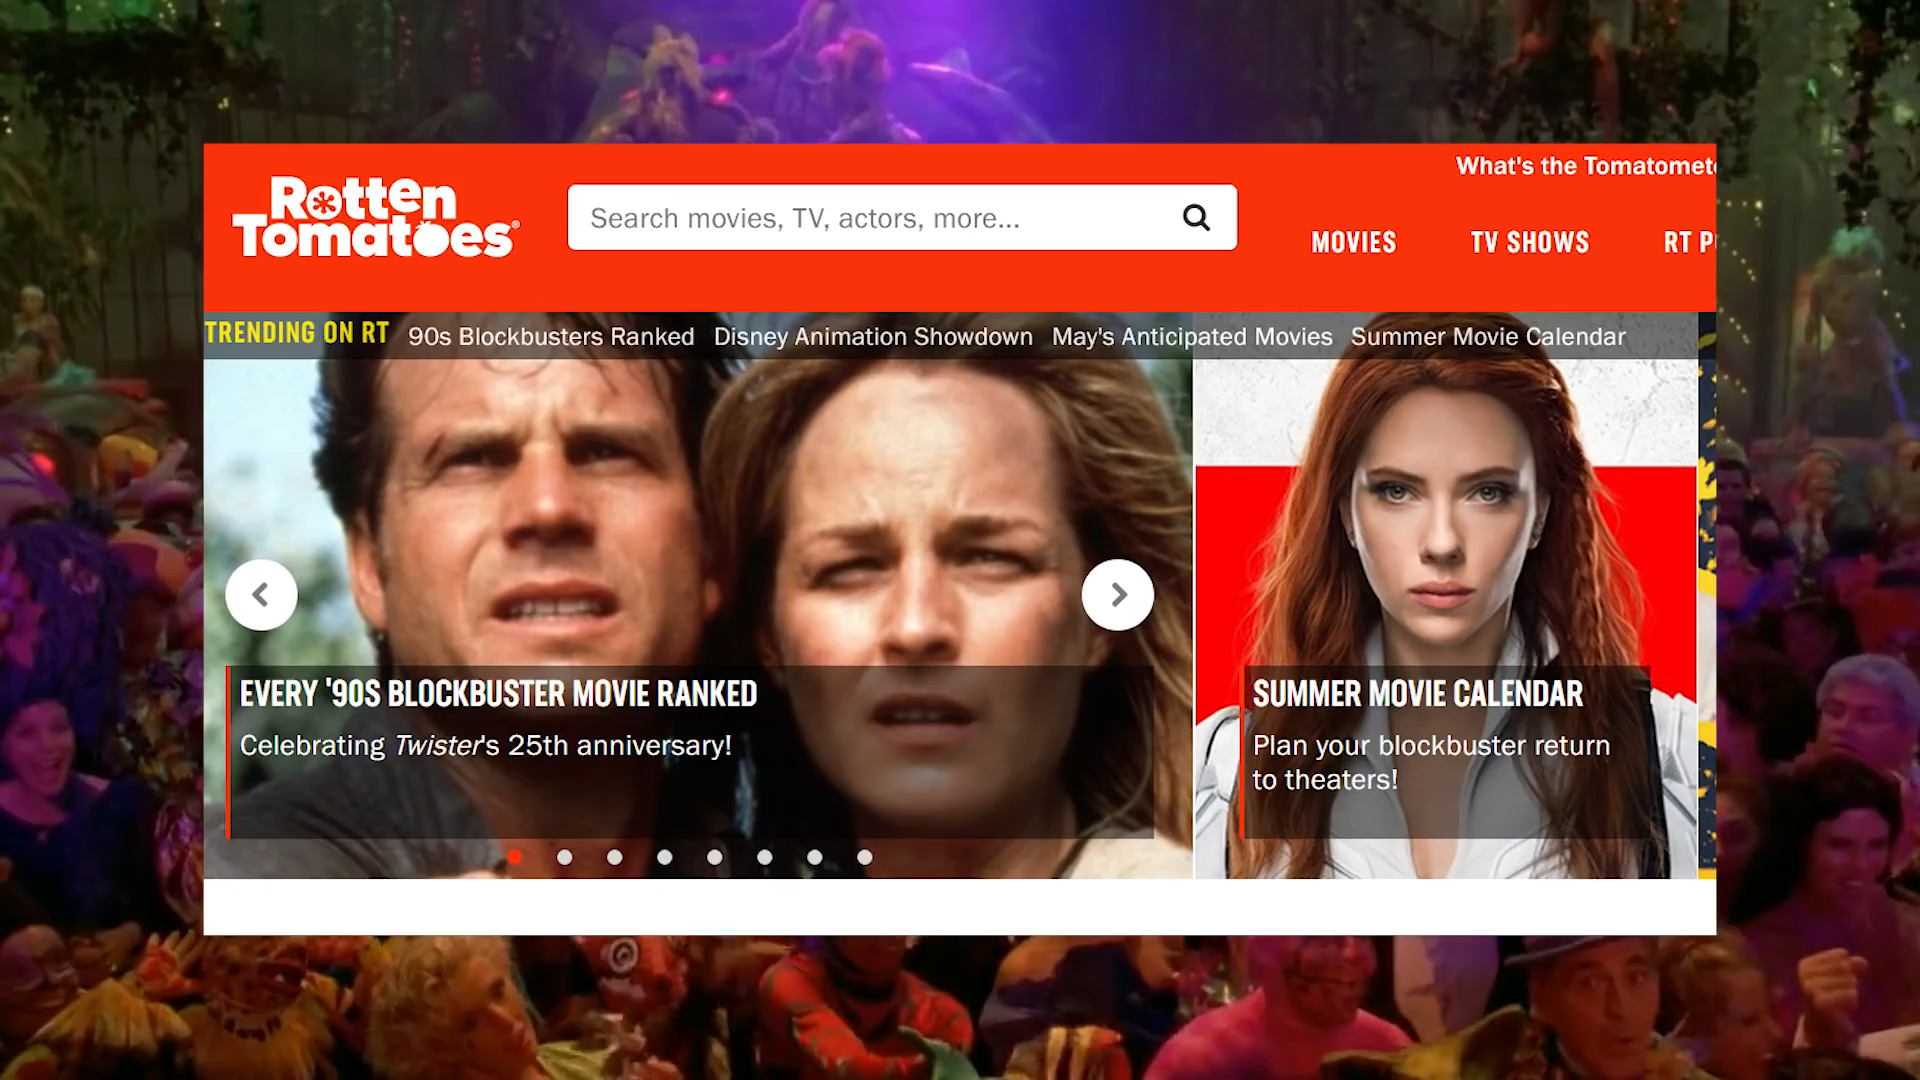 Rotten
Tomatoes®
Search movies, TV, actors, more...
What's the Tomatomet
MOVIES
TV SHOWS
RT P
TRENDING ON RT
90s Blockbusters Ranked
Disney Animation Showdown
May's Anticipated Movies
Summer Movie Calendar
EVERY '90S BLOCKBUSTER MOVIE RANKED
Celebrating Twister's 25th anniversary!
SUMMER MOVIE CALENDAR
Plan your blockbuster return
to theaters!